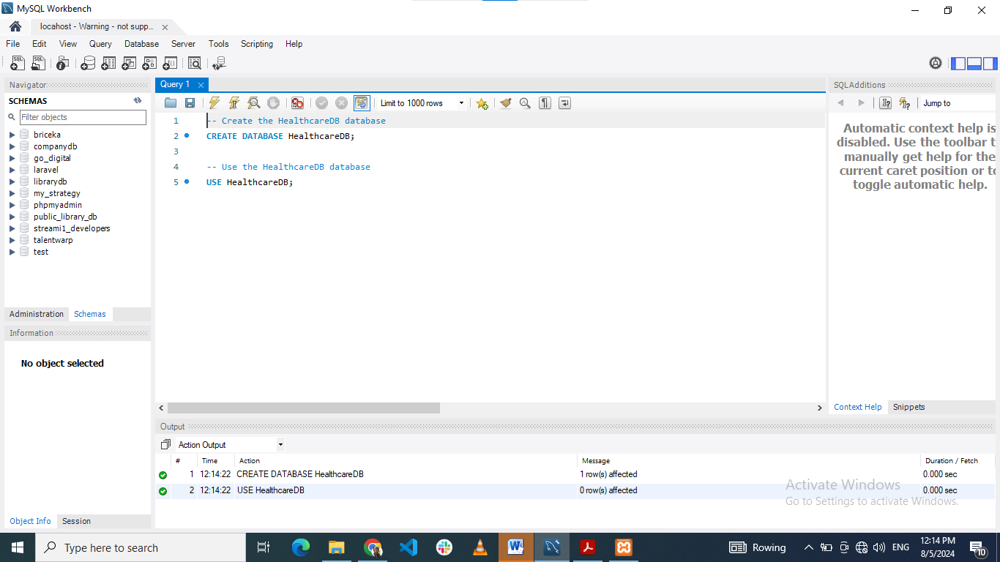 MySQL Workbench
locahost - Warning - not supp...
File Edit View Query Database Server Tools Scripting Help
Navigator
SCHEMAS
Filter objects
briceka
companydb
go_digital
laravel
librarydb
my_strategy
phpmyadmin
public_library_db
streami1_developers
talentwarp
test
Administration Schemas
Information
No object selected
Object Info Session
Query 1
Limit to 1000 rows
1 -- Create the HealthcareDB database
2 CREATE DATABASE HealthcareDB;
3
4 -- Use the HealthcareDB database
5 USE HealthcareDB;
SQLAdditions
Jump to
Automatic context help is
disabled. Use the toolbar t
manually get help for the
current caret position or to
toggle automatic help.
Context Help Snippets
Output
Action Output
# Time Action Message Duration / Fetch
1 12:14:22 CREATE DATABASE HealthcareDB 1 row(s) affected 0.000 sec
2 12:14:22 USE HealthcareDB 0 row(s) affected 0.000 sec
Activate Windows
Go to Settings to activate Windows.
Type here to search
Rowing
ENG
12:14 PM
8/5/2024
10